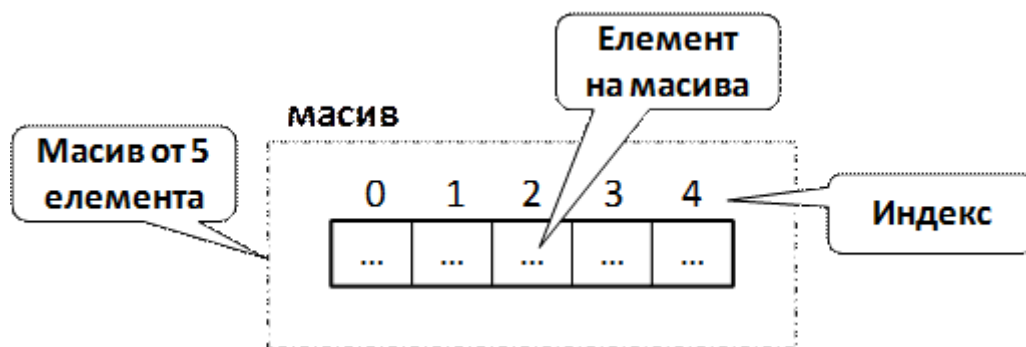 Елемент
на масива
масив
Масив от 5
елемента
0 1 2 3 4
Индекс
... ... ... ... ...